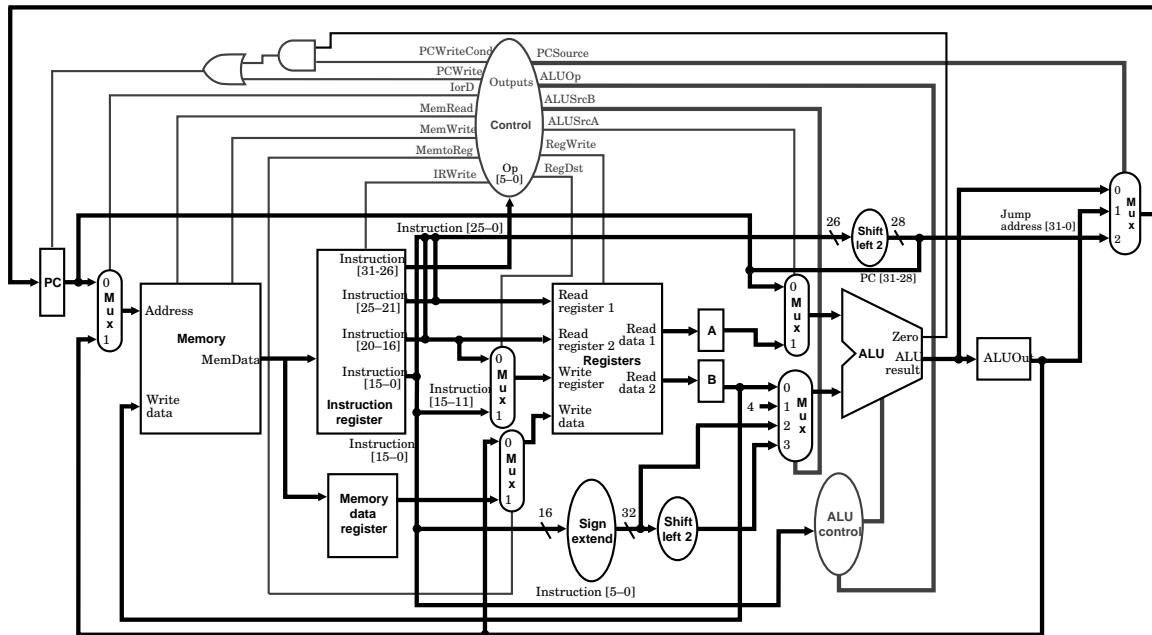 PCWriteCond
PCSource
PCWrite
ALUOp
IorD
Outputs
MemRead
ALUSrcB
MemWrite
Control
ALUSrcA
MemtoReg
RegWrite
IRWrite
Op
[5–0]
RegDst
0
1
2
M
u
x
Jump
address [31-0]
26
28
Shift
left 2
Instruction [25–0]
PC [31-28]
PC
0
M
u
x
1
Address
Memory
MemData
Write
data
Instruction
[31-26]
Instruction
[25–21]
Instruction
[20–16]
Instruction
[15–0]
Instruction
register
Instruction
[15–0]
Instruction
[15–11]
0
M
u
x
1
0
M
u
x
1
Read
register 1
Read
register 2
Write
register
Write
data
Registers
Read
data 1
Read
data 2
A
B
0
M
u
x
1
4
0
1
2
3
M
u
x
ALU
Zero
ALU
result
ALUOut
Memory
data
register
16
Sign
extend
32
Shift
left 2
ALU
control
Instruction [5–0]